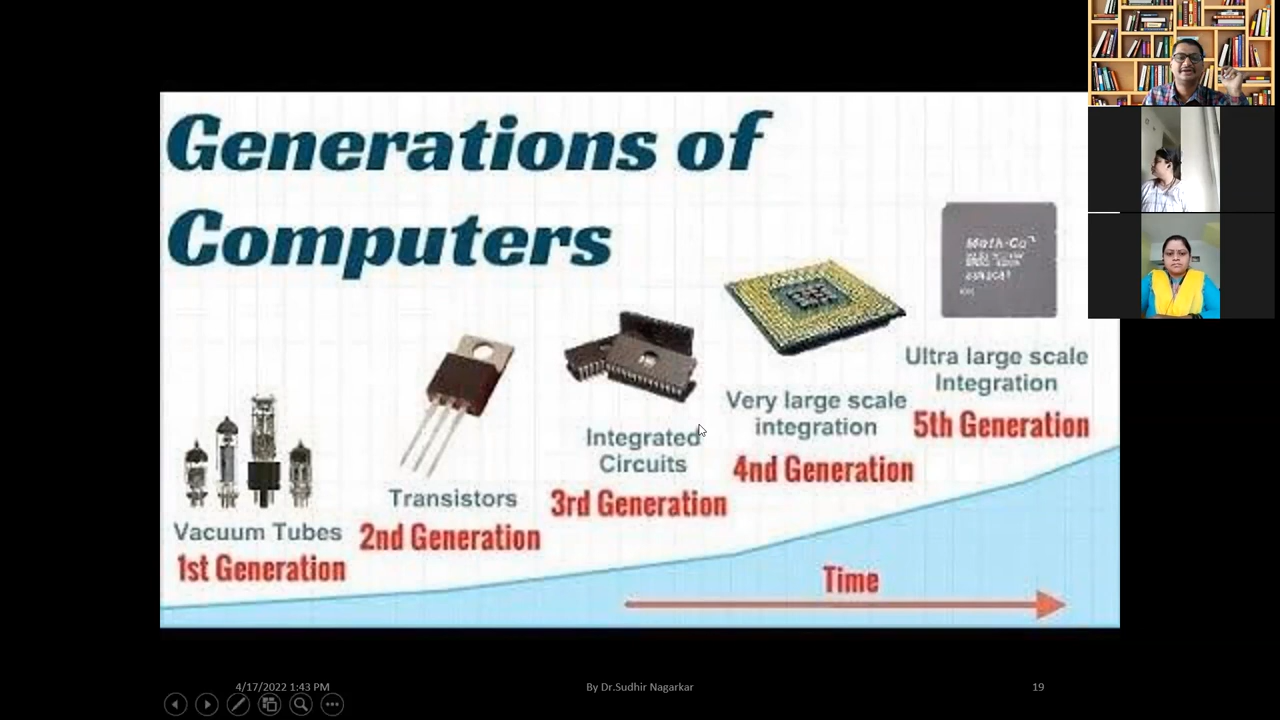 Generations of
Computers
Math-Co
Ultra large scale
Integration
5th Generation
Very large scale
integration
4nd Generation
Integrated
Circuits
3rd Generation
Transistors
2nd Generation
Vacuum Tubes
1st Generation
Time
4/17/2022 1:43 PM
By Dr.Sudhir Nagarkar
19